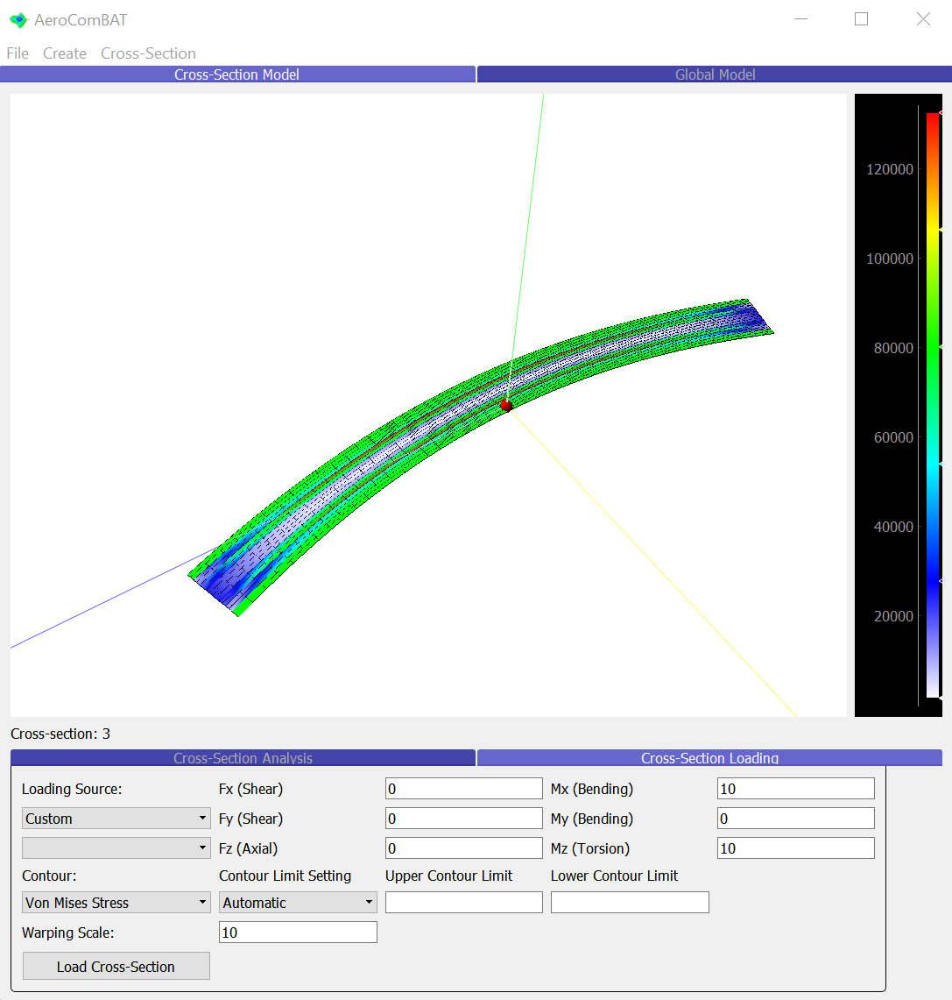 AeroComBAT
File Create Cross-Section
Cross-Section Model Global Model
120000
100000
80000
60000
40000
20000
Cross-section: 3
Cross-Section Analysis Cross-Section Loading
Loading Source: Fx (Shear) 0 Mx (Bending) 10
Custom Fy (Shear) 0 My (Bending) 0
Fz (Axial) 0 Mz (Torsion) 10
Contour: Contour Limit Setting Upper Contour Limit Lower Contour Limit
Von Mises Stress Automatic
Warping Scale: 10
Load Cross-Section